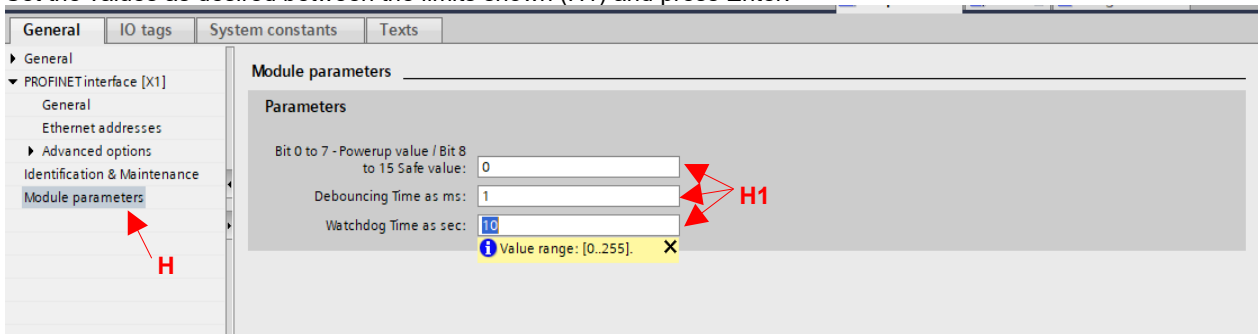 General IO tags System constants Texts
General
PROFINET interface [X1]
General
Ethernet addresses
Advanced options
Identification & Maintenance
Module parameters
H
Module parameters
Parameters
Bit 0 to 7 - Powerup value / Bit 8
to 15 Safe value: 0
Debouncing Time as ms: 1
Watchdog Time as sec: 10
Value range: [0..255]. X
H1